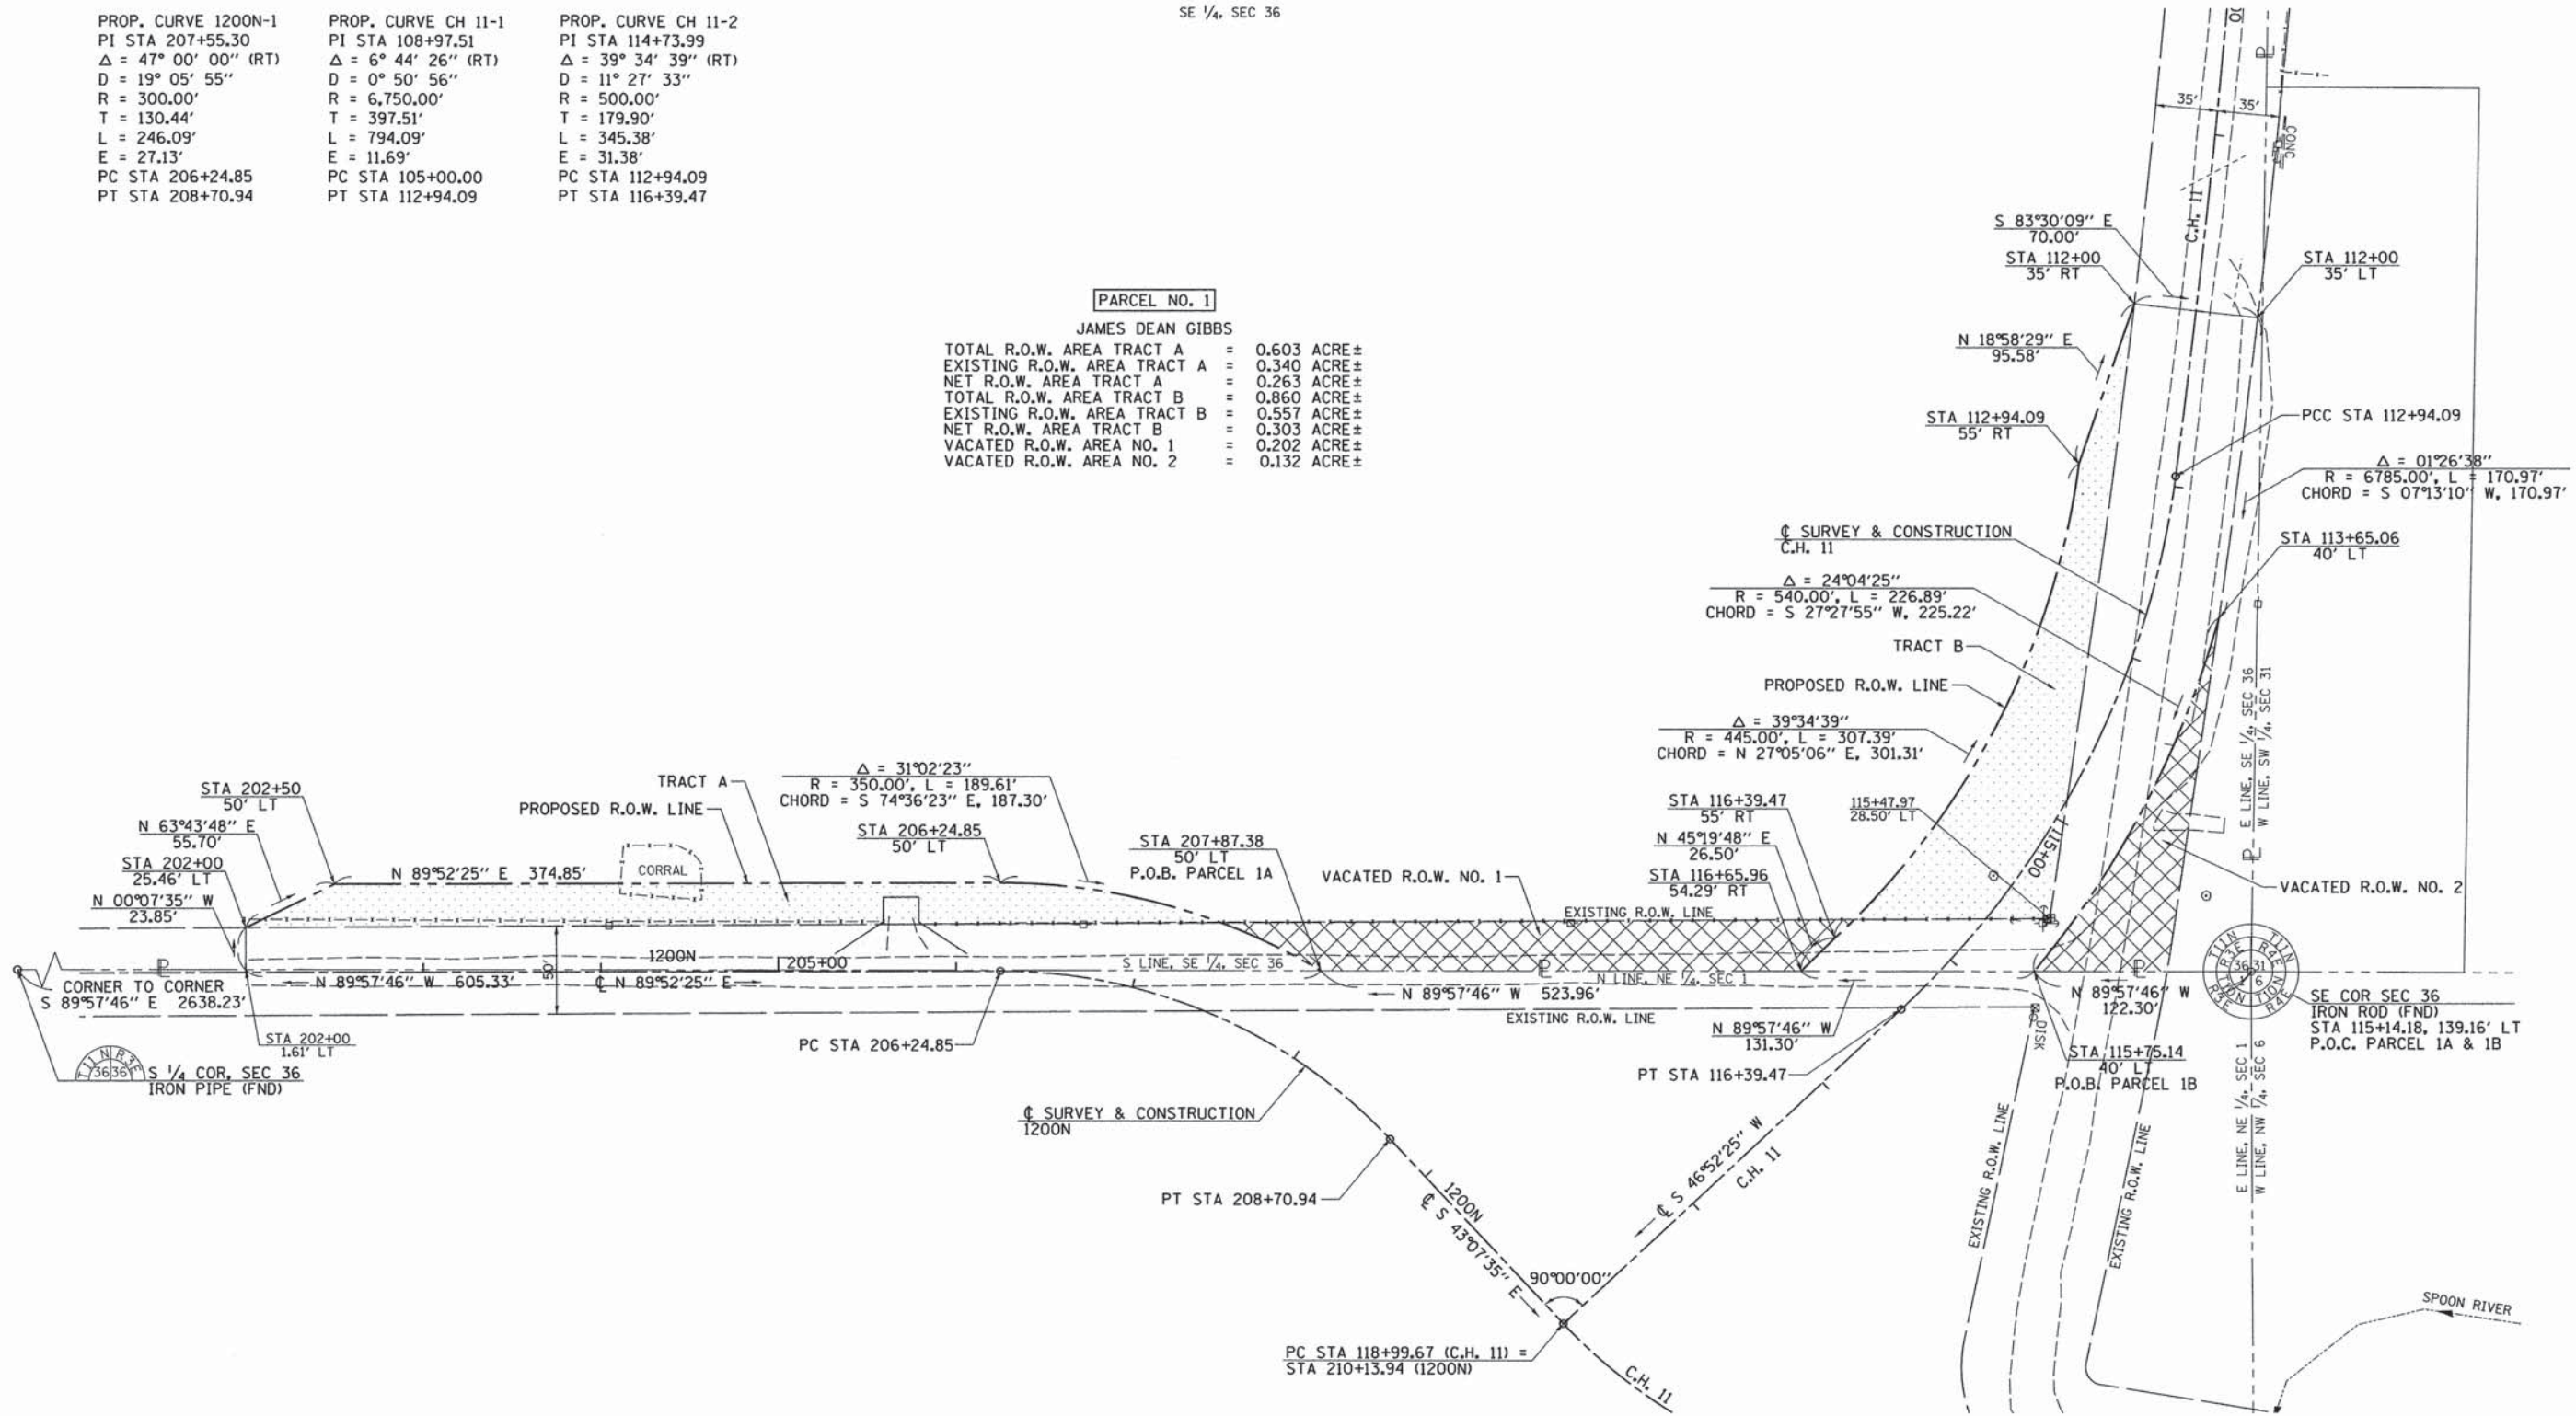 SE 1/4, SEC 36
PROP. CURVE 1200N-1
PI STA 207+55.30
Δ = 47° 00' 00" (RT)
D = 19° 05' 55"
R = 300.00'
T = 130.44'
L = 246.09'
E = 27.13'
PC STA 206+24.85
PT STA 208+70.94
PROP. CURVE CH 11-1
PI STA 108+97.51
Δ = 6° 44' 26" (RT)
D = 0° 50' 56"
R = 6,750.00'
T = 397.51'
L = 794.09'
E = 11.69'
PC STA 105+00.00
PT STA 112+94.09
PROP. CURVE CH 11-2
PI STA 114+73.99
Δ = 39° 34' 39" (RT)
D = 11° 27' 33"
R = 500.00'
T = 179.90'
L = 345.38'
E = 31.38'
PC STA 112+94.09
PT STA 116+39.47
PARCEL NO. 1
JAMES DEAN GIBBS
TOTAL R.O.W. AREA TRACT A = 0.603 ACRE±
EXISTING R.O.W. AREA TRACT A = 0.340 ACRE±
NET R.O.W. AREA TRACT A = 0.263 ACRE±
TOTAL R.O.W. AREA TRACT B = 0.860 ACRE±
EXISTING R.O.W. AREA TRACT B = 0.557 ACRE±
NET R.O.W. AREA TRACT B = 0.303 ACRE±
VACATED R.O.W. AREA NO. 1 = 0.202 ACRE±
VACATED R.O.W. AREA NO. 2 = 0.132 ACRE±
35' 35'
CONC
C.H. 11
S 83°30'09" E
70.00'
STA 112+00
35' RT
STA 112+00
35' LT
N 18°58'29" E
95.58'
STA 112+94.09
55' RT
PCC STA 112+94.09
Δ = 01°26'38"
R = 6785.00', L = 170.97'
CHORD = S 07°13'10" W, 170.97'
℄ SURVEY & CONSTRUCTION
C.H. 11
STA 113+65.06
40' LT
Δ = 24°04'25"
R = 540.00', L = 226.89'
CHORD = S 27°27'55" W, 225.22'
TRACT B
PROPOSED R.O.W. LINE
Δ = 39°34'39"
R = 445.00', L = 307.39'
CHORD = N 27°05'06" E, 301.31'
E LINE, SE 1/4, SEC 36
W LINE, SW 1/4, SEC 31
STA 202+50
50' LT
N 63°43'48" E
55.70'
STA 202+00
25.46' LT
N 00°07'35" W
23.85'
TRACT A
PROPOSED R.O.W. LINE
N 89°52'25" E 374.85'
CORRAL
Δ = 31°02'23"
R = 350.00', L = 189.61'
CHORD = S 74°36'23" E, 187.30'
STA 206+24.85
50' LT
STA 207+87.38
50' LT
P.O.B. PARCEL 1A
VACATED R.O.W. NO. 1
STA 116+39.47
55' RT
N 45°19'48" E
26.50'
STA 116+65.96
54.29' RT
115+47.97
28.50' LT
115+00
VACATED R.O.W. NO. 2
EXISTING R.O.W. LINE
1200N
205+00
50'
S LINE, SE 1/4, SEC 36
N LINE, NE 1/4, SEC 1
CORNER TO CORNER
S 89°57'46" E 2638.23'
N 89°57'46" W 605.33'
℄ N 89°52'25" E
N 89°57'46" W 523.96'
EXISTING R.O.W. LINE
N 89°57'46" W
131.30'
N 89°57'46" W
122.30'
T11N T11N
R3E R4E
36 31
1 6
T10N T10N
R3E R4E
SE COR SEC 36
IRON ROD (FND)
STA 115+14.18, 139.16' LT
P.O.C. PARCEL 1A & 1B
STA 202+00
1.61' LT
T11N R3E
36 36
S 1/4 COR, SEC 36
IRON PIPE (FND)
PC STA 206+24.85
PT STA 116+39.47
DISK
STA 115+75.14
40' LT
P.O.B. PARCEL 1B
℄ SURVEY & CONSTRUCTION
1200N
PT STA 208+70.94
1200N
℄ S 43°07'35" E
℄ S 46°52'25" W
C.H. 11
90°00'00"
PC STA 118+99.67 (C.H. 11) =
STA 210+13.94 (1200N)
C.H. 11
EXISTING R.O.W. LINE
EXISTING R.O.W. LINE
E LINE, NE 1/4, SEC 1
W LINE, NW 1/4, SEC 6
SPOON RIVER